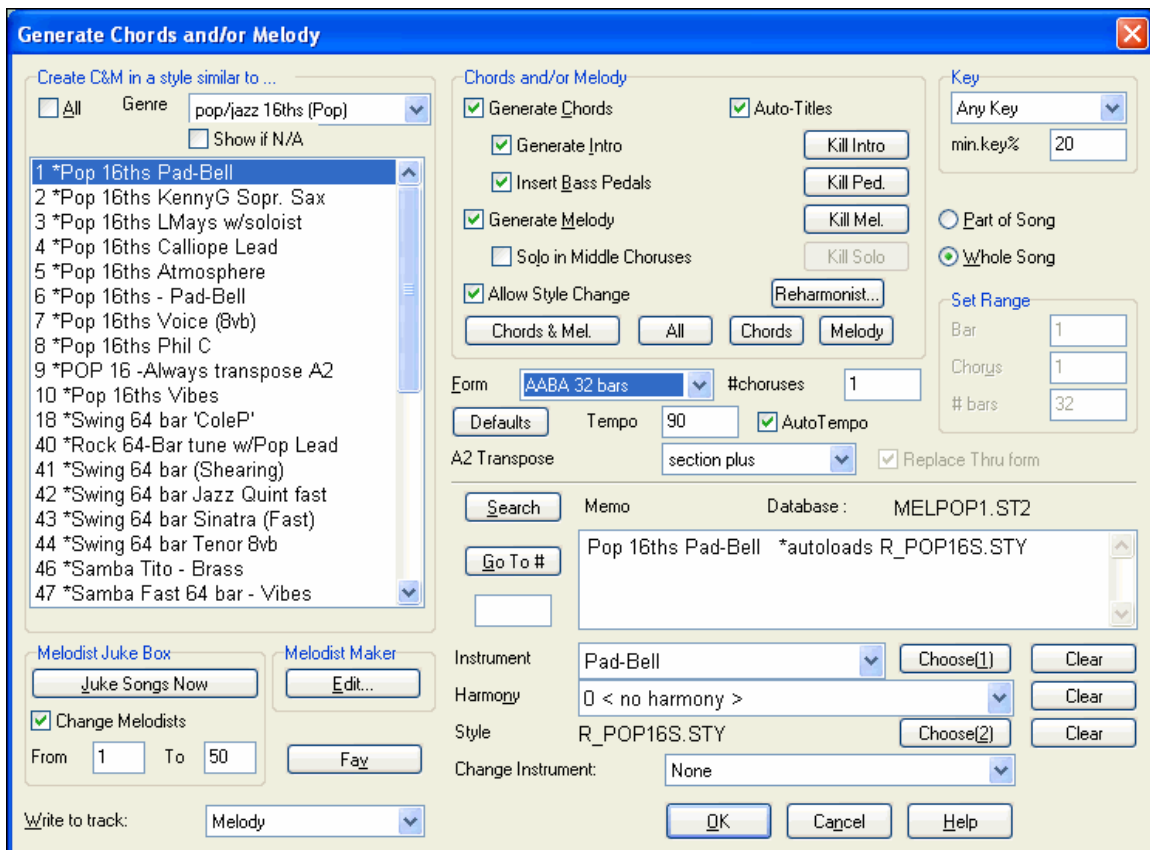 Generate Chords and/or Melody
Create C&M in a style similar to ...
All Genre pop/jazz 16ths (Pop)
Show if N/A
1 *Pop 16ths Pad-Bell
2 *Pop 16ths KennyG Sopr. Sax
3 *Pop 16ths LMays w/soloist
4 *Pop 16ths Calliope Lead
5 *Pop 16ths Atmosphere
6 *Pop 16ths - Pad-Bell
7 *Pop 16ths Voice (8vb)
8 *Pop 16ths Phil C
9 *POP 16 -Always transpose A2
10 *Pop 16ths Vibes
18 *Swing 64 bar 'ColeP'
40 *Rock 64-Bar tune w/Pop Lead
41 *Swing 64 bar (Shearing)
42 *Swing 64 bar Jazz Quint fast
43 *Swing 64 bar Sinatra (Fast)
44 *Swing 64 bar Tenor 8vb
46 *Samba Tito - Brass
47 *Samba Fast 64 bar - Vibes
Melodist Juke Box
Juke Songs Now
Change Melodists
From 1 To 50
Melodist Maker
Edit...
Fav
Write to track: Melody
Chords and/or Melody
Generate Chords Auto-Titles
Generate Intro Kill Intro
Insert Bass Pedals Kill Ped.
Generate Melody Kill Mel.
Solo in Middle Choruses Kill Solo
Allow Style Change Reharmonist...
Chords & Mel. All Chords Melody
Key
Any Key
min.key% 20
Part of Song
Whole Song
Set Range
Bar 1
Chorus 1
# bars 32
Form AABA 32 bars #choruses 1
Defaults Tempo 90 AutoTempo
A2 Transpose section plus Replace Thru form
Search Memo Database : MELPOP1.ST2
Go To #
Pop 16ths Pad-Bell *autoloads R_POP16S.STY
Instrument Pad-Bell Choose(1) Clear
Harmony 0 < no harmony > Clear
Style R_POP16S.STY Choose(2) Clear
Change Instrument: None
OK Cancel Help